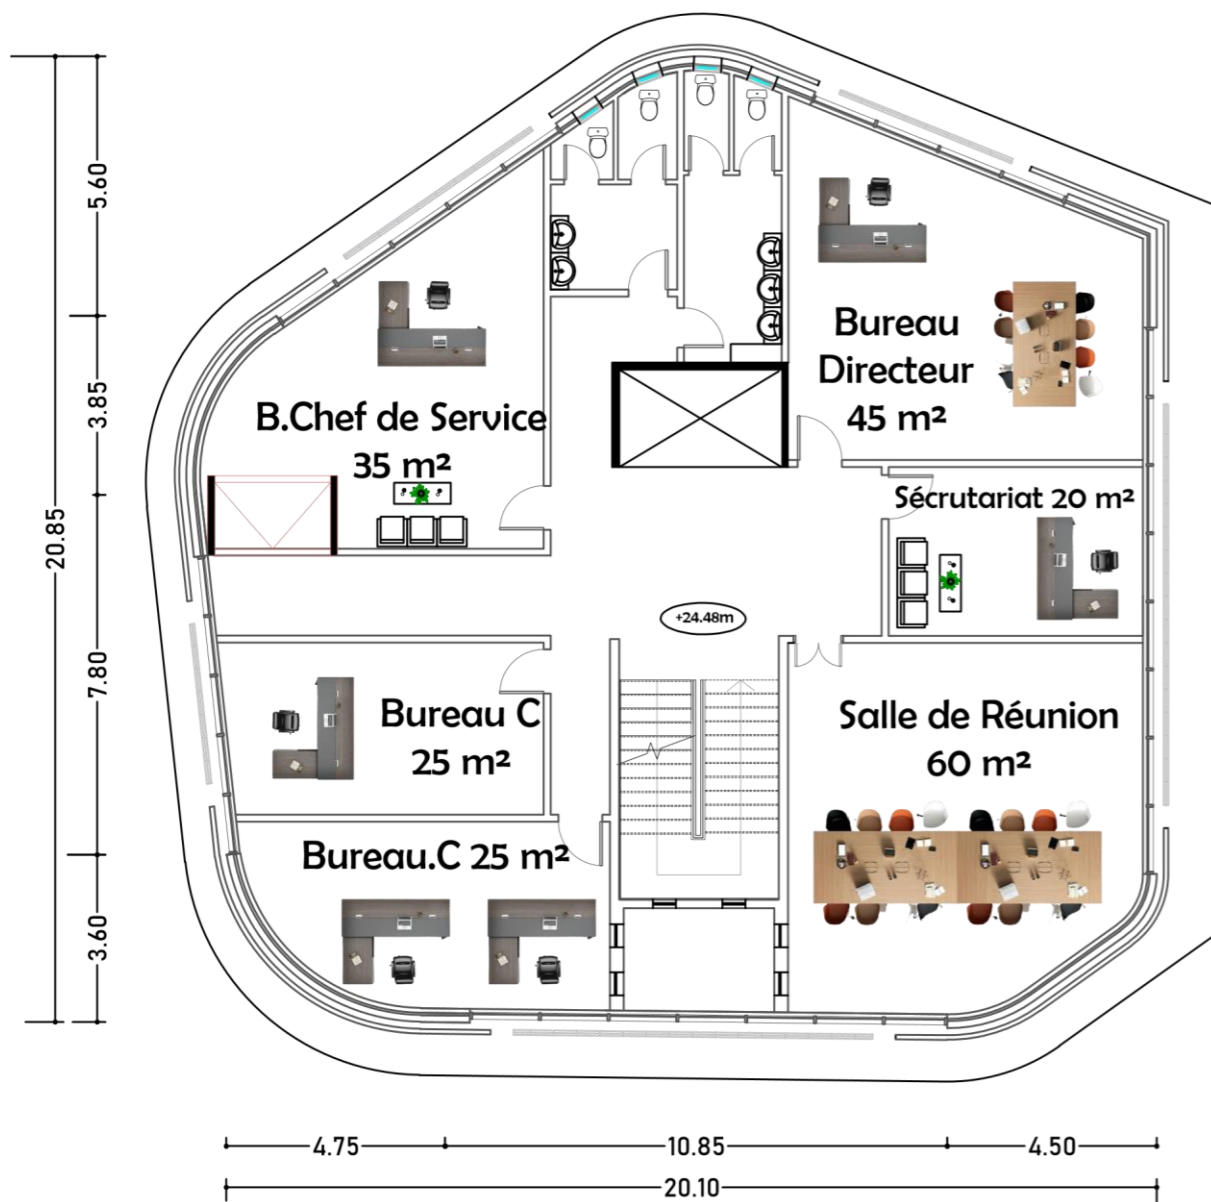 5.60
3.85
20.85
7.80
3.60
Bureau
Directeur
45 m²
B.Chef de Service
35 m²
Sécrutariat 20 m²
+24.48m
Bureau C
25 m²
Salle de Réunion
60 m²
Bureau.C 25 m²
4.75
10.85
4.50
20.10